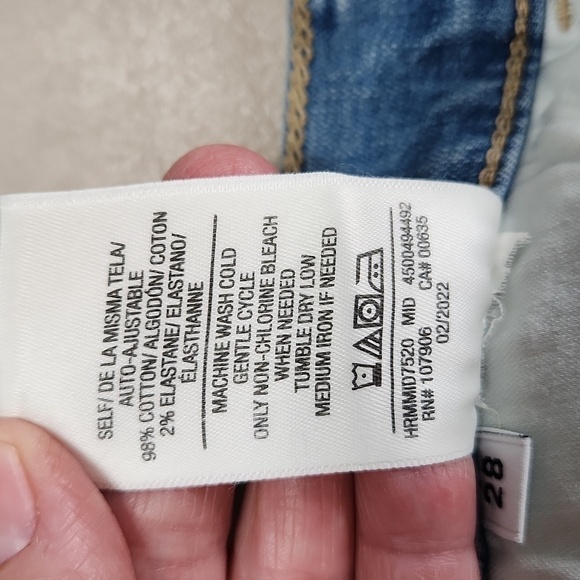 SELF/ DE LA MISMA TELA/
AUTO-AJUSTABLE
98% COTTON/ ALGODÓN/ COTON
2% ELASTANE/ ELASTANO/
ÉLASTHANNE
MACHINE WASH COLD
GENTLE CYCLE
ONLY NON-CHLORINE BLEACH
WHEN NEEDED
TUMBLE DRY LOW
MEDIUM IRON IF NEEDED
HRMMID7520 MID 4500494492
RN# 107906 CA# 00635
02/2022
28